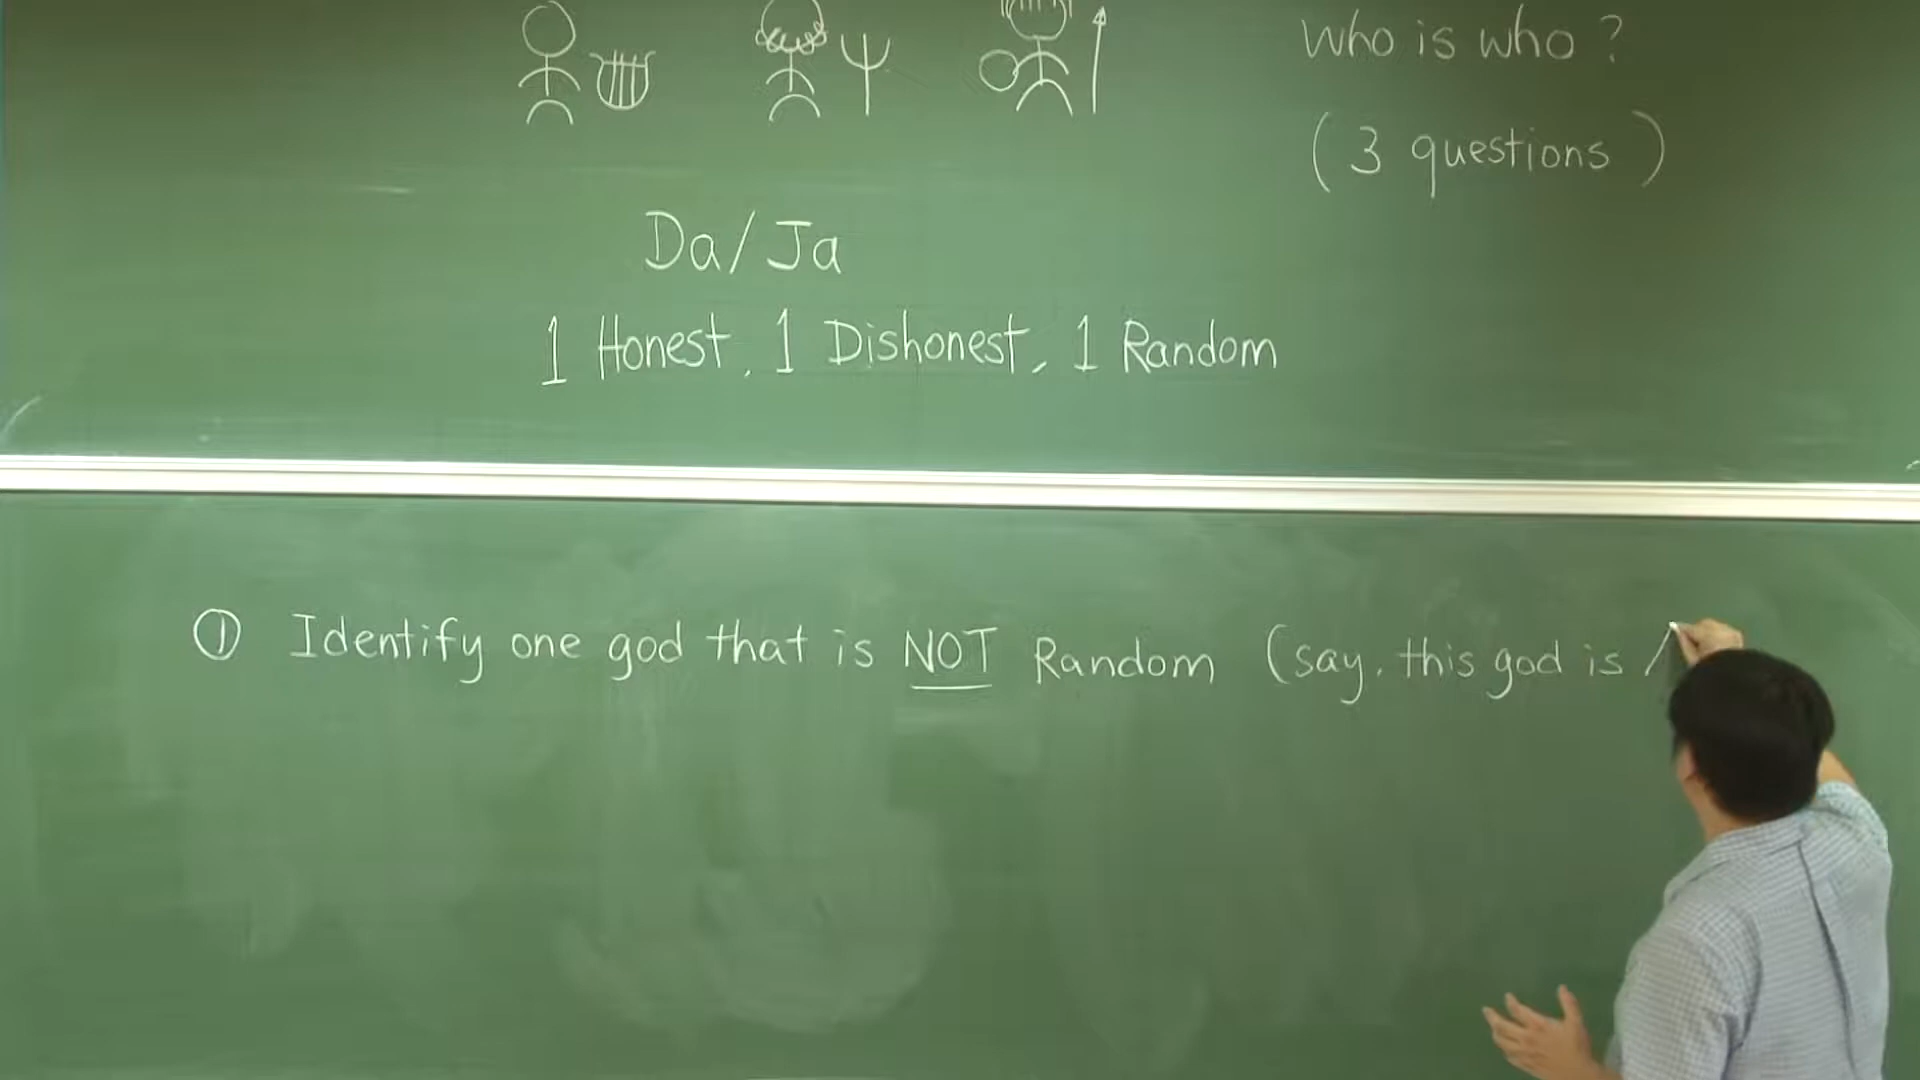 Who is who?
(3 questions)
Da/Ja
1 Honest, 1 Dishonest, 1 Random
① Identify one god that is NOT Random (say, this god is